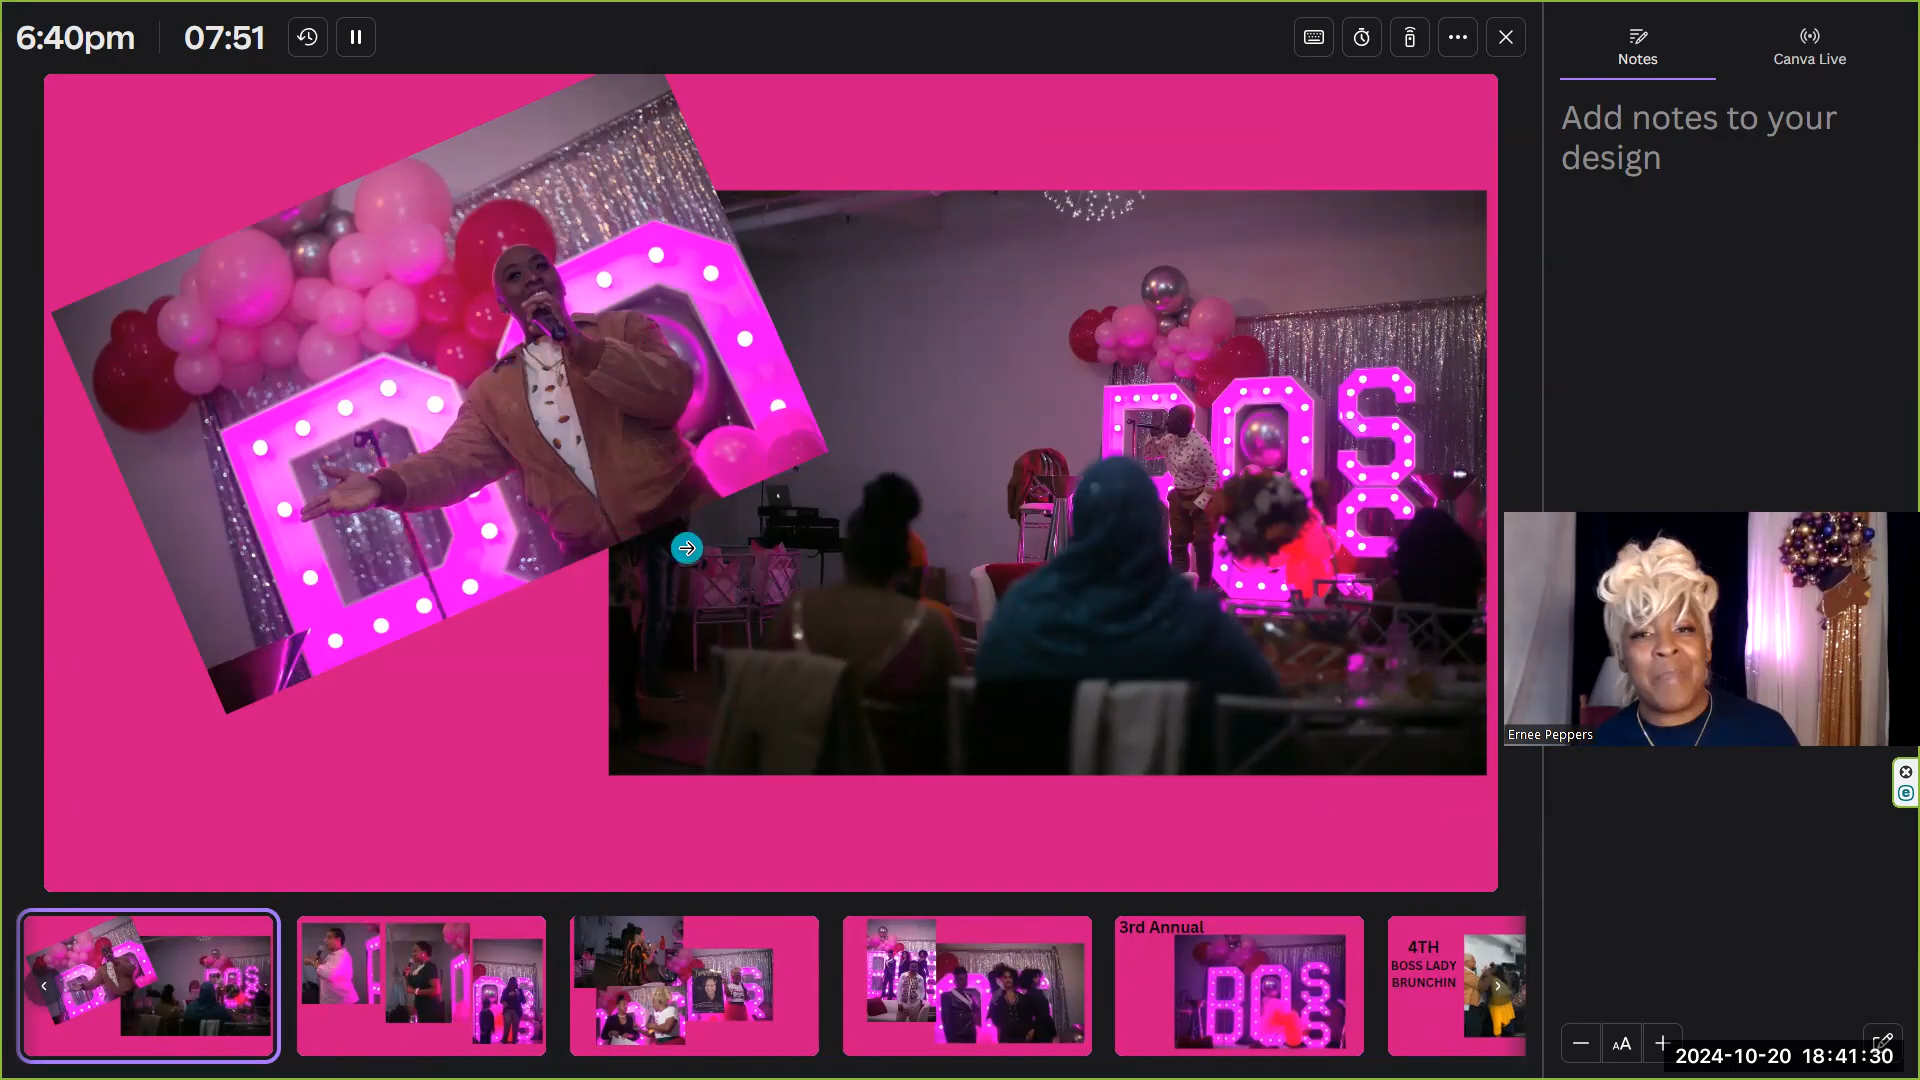 6:40pm 07:51
Notes
Canva Live
Add notes to your
design
BOSS
Ernee Peppers
3rd Annual
BOSS
4TH
BOSS LADY
BRUNCHIN
AA
2024-10-20 18:41:30